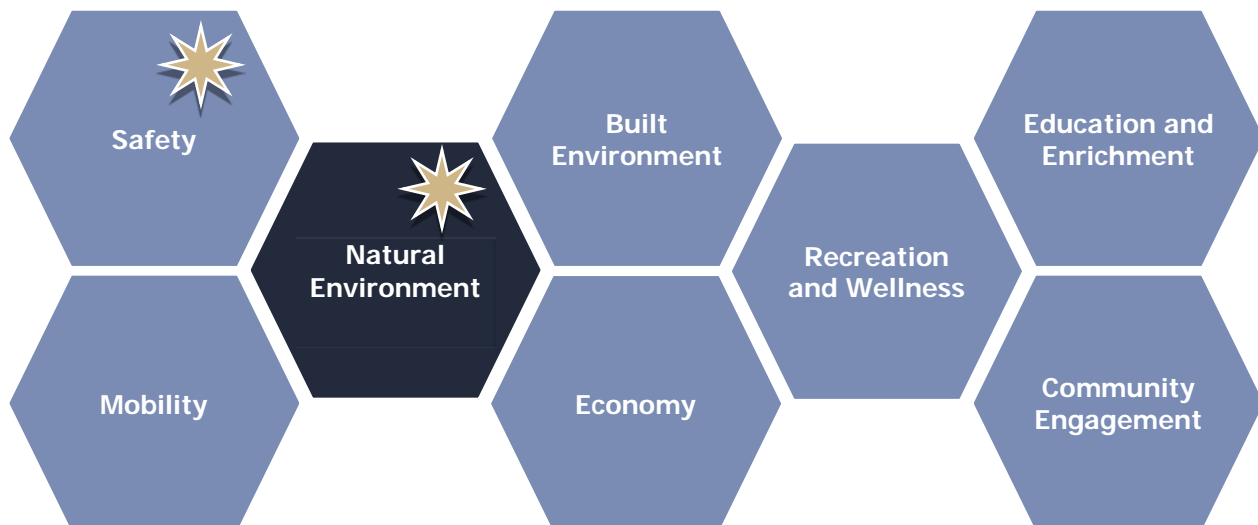 Safety
Built
Environment
Education and
Enrichment
Natural
Environment
Recreation
and Wellness
Mobility
Economy
Community
Engagement